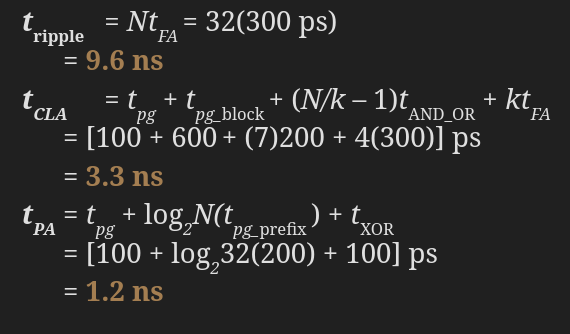 t_ripple = Nt_FA = 32(300 ps)
= 9.6 ns
t_CLA = t_pg + t_pg_block + (N/k – 1)t_AND_OR + kt_FA
= [100 + 600 + (7)200 + 4(300)] ps
= 3.3 ns
t_PA = t_pg + log_2N(t_pg_prefix ) + t_XOR
= [100 + log_232(200) + 100] ps
= 1.2 ns